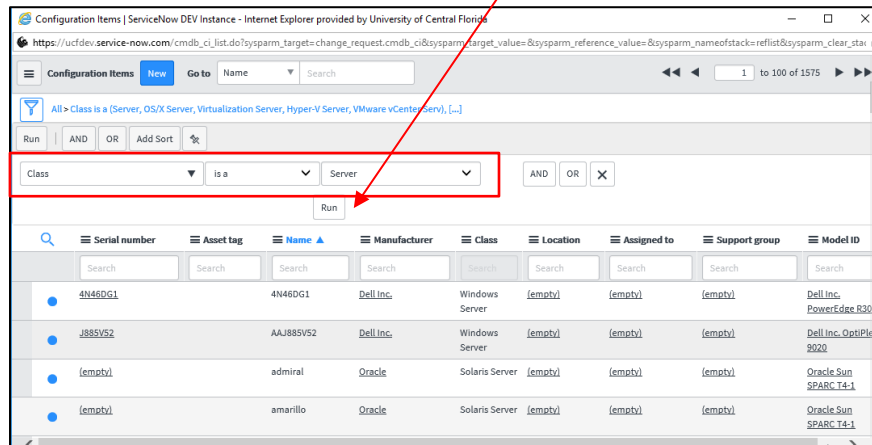 Configuration Items | ServiceNow DEV Instance - Internet Explorer provided by University of Central Florida
https://ucfdev.service-now.com/cmdb_ci_list.do?sysparm_target=change_request.cmdb_ci&sysparm_target_value=&sysparm_reference_value=&sysparm_nameofstack=reflist&sysparm_clear_stac
Configuration Items New Go to Name Search 1 to 100 of 1575
All > Class is a (Server, OS/X Server, Virtualization Server, Hyper-V Server, VMware vCenter Serv), [...]
Run AND OR Add Sort
Class is a Server AND OR X
Run
Serial number Asset tag Name Manufacturer Class Location Assigned to Support group Model ID
Search Search Search Search Search Search Search Search Search
4N46DG1 4N46DG1 Dell Inc. Windows Server (empty) (empty) (empty) Dell Inc. PowerEdge R30
J885V52 AAJ885V52 Dell Inc. Windows Server (empty) (empty) (empty) Dell Inc. OptiPle 9020
(empty) admiral Oracle Solaris Server (empty) (empty) (empty) Oracle Sun SPARC T4-1
(empty) amarillo Oracle Solaris Server (empty) (empty) (empty) Oracle Sun SPARC T4-1